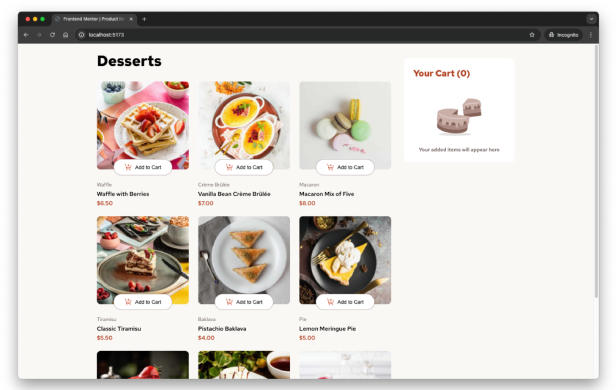 Frontend Mentor | Product lis
localhost:5173
Incognito
Desserts
Your Cart (0)
Your added items will appear here
Add to Cart
Add to Cart
Add to Cart
Waffle
Waffle with Berries
$6.50
Crème Brûlée
Vanilla Bean Crème Brûlée
$7.00
Macaron
Macaron Mix of Five
$8.00
Add to Cart
Add to Cart
Add to Cart
Tiramisu
Classic Tiramisu
$5.50
Baklava
Pistachio Baklava
$4.00
Pie
Lemon Meringue Pie
$5.00